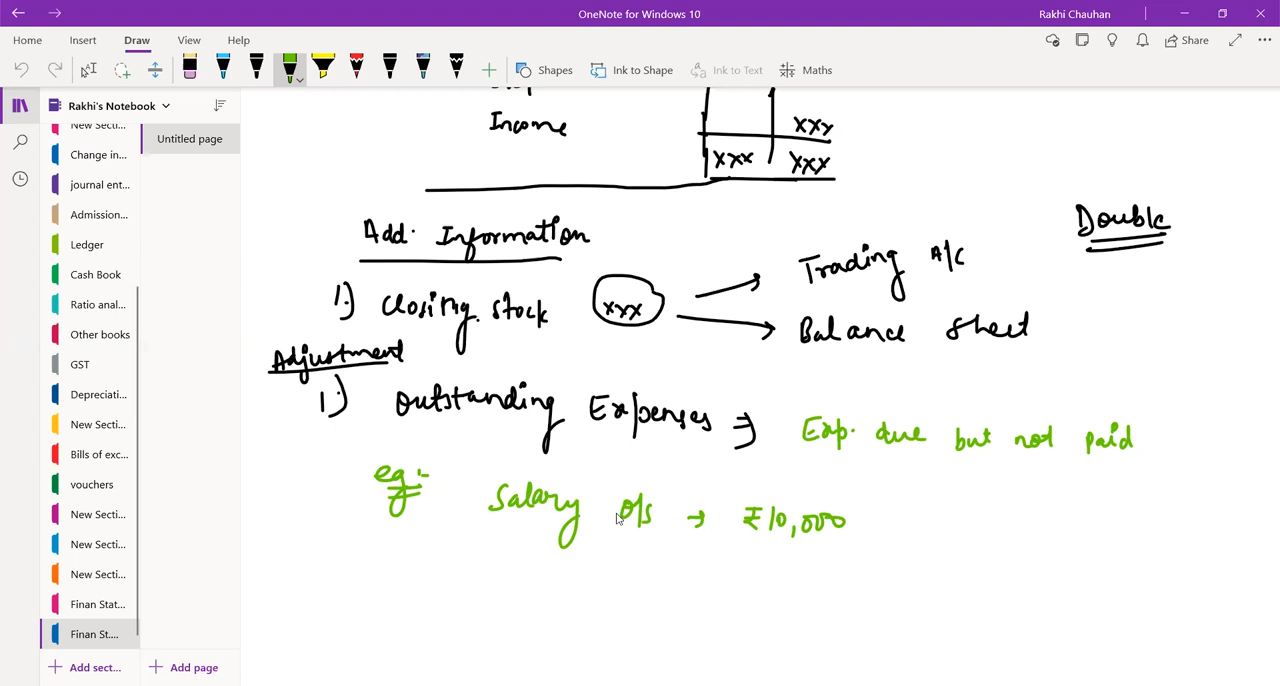 OneNote for Windows 10
Rakhi Chauhan
Home Insert Draw View Help
Share
Shapes Ink to Shape Ink to Text Maths
Rakhi's Notebook
New Secti...
Change in...
journal ent...
Admission...
Ledger
Cash Book
Ratio anal...
Other books
GST
Depreciati...
New Secti...
Bills of exc...
vouchers
New Secti...
New Secti...
New Secti...
Finan Stat...
Finan St....
Add sect...
Untitled page
Add page
Income
xxx
xxx xxx
Add. Information
Double
1.) Closing stock xxx
Trading A/C
Balance Sheet
Adjustment
1.) Outstanding Expenses ⇒ Exp. due but not paid
eg:-
Salary o/s → ₹10,000